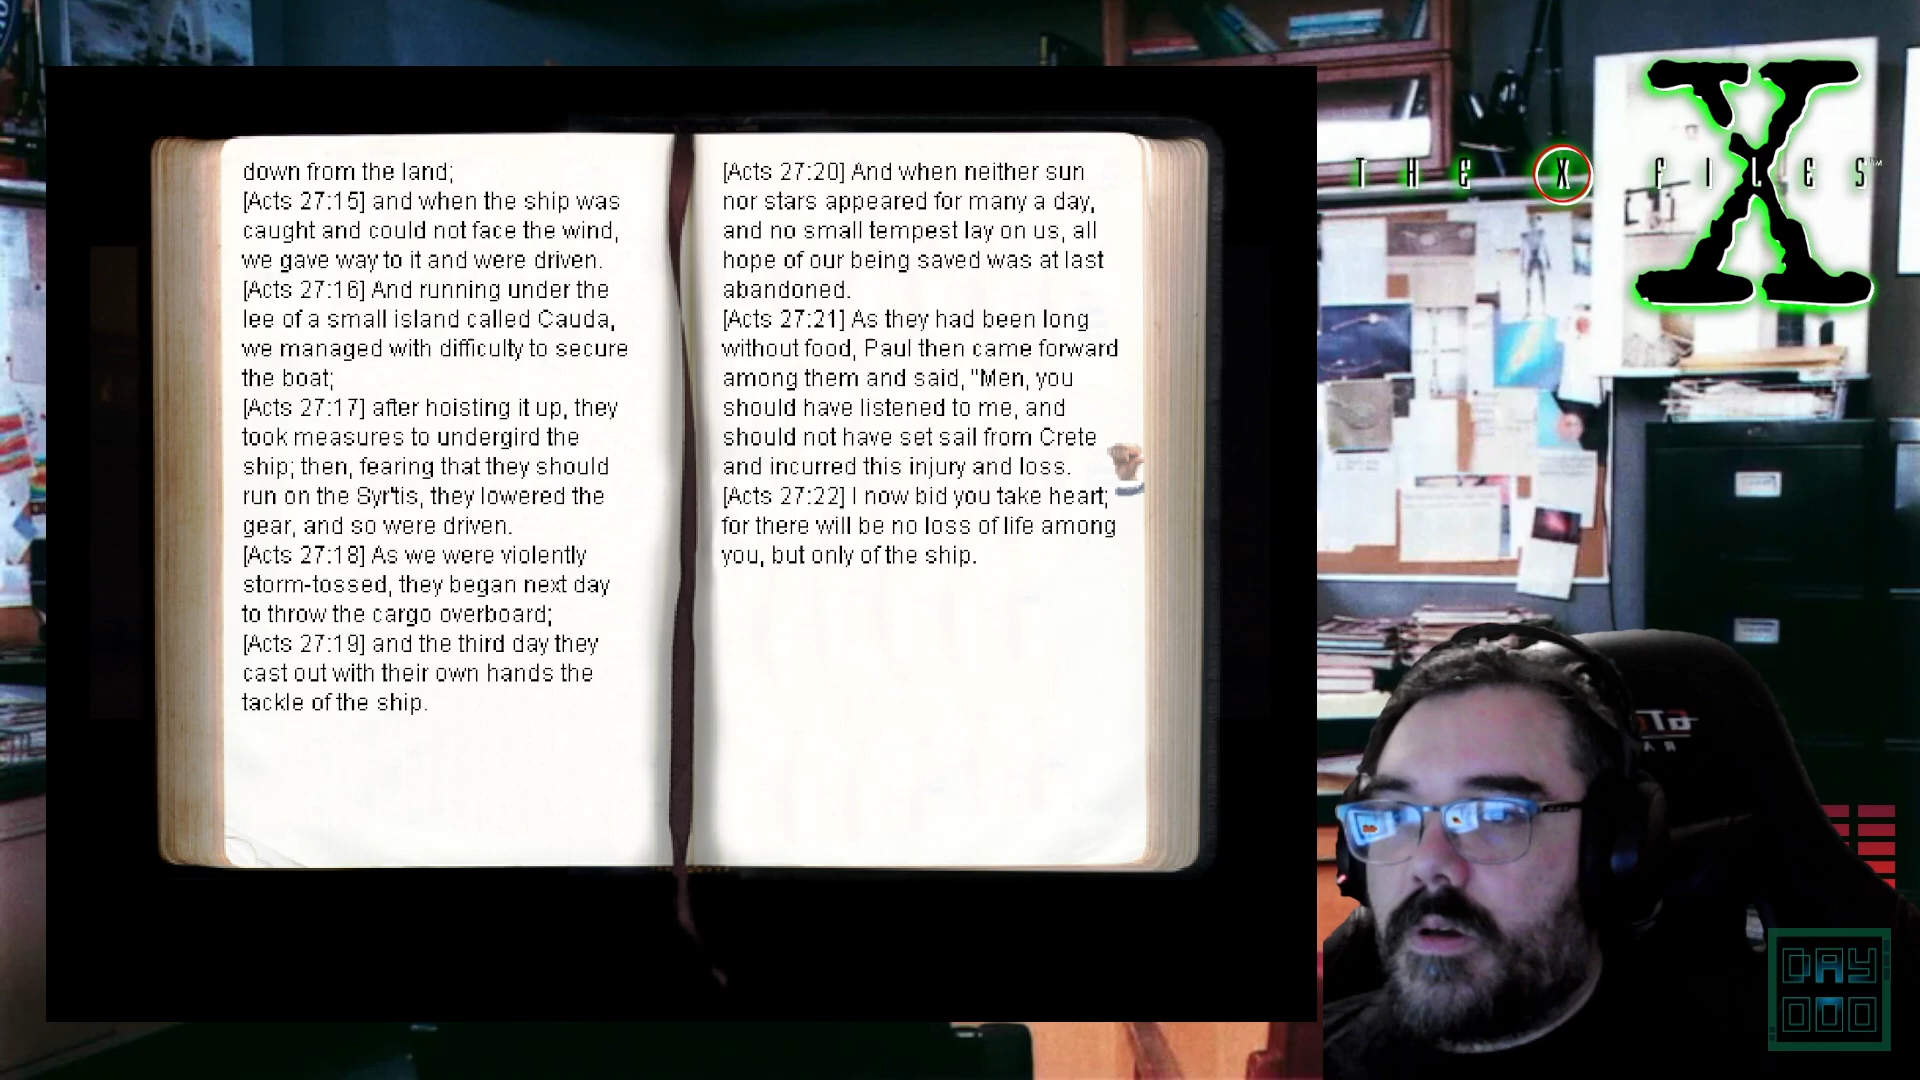 down from the land;
[Acts 27:15] and when the ship was
caught and could not face the wind,
we gave way to it and were driven.
[Acts 27:16] And running under the
lee of a small island called Cauda,
we managed with difficulty to secure
the boat;
[Acts 27:17] after hoisting it up, they
took measures to undergird the
ship; then, fearing that they should
run on the Syr'tis, they lowered the
gear, and so were driven.
[Acts 27:18] As we were violently
storm-tossed, they began next day
to throw the cargo overboard;
[Acts 27:19] and the third day they
cast out with their own hands the
tackle of the ship.
[Acts 27:20] And when neither sun
nor stars appeared for many a day,
and no small tempest lay on us, all
hope of our being saved was at last
abandoned.
[Acts 27:21] As they had been long
without food, Paul then came forward
among them and said, "Men, you
should have listened to me, and
should not have set sail from Crete
and incurred this injury and loss.
[Acts 27:22] I now bid you take heart;
for there will be no loss of life among
you, but only of the ship.
X
THE X FILES
DAY
000